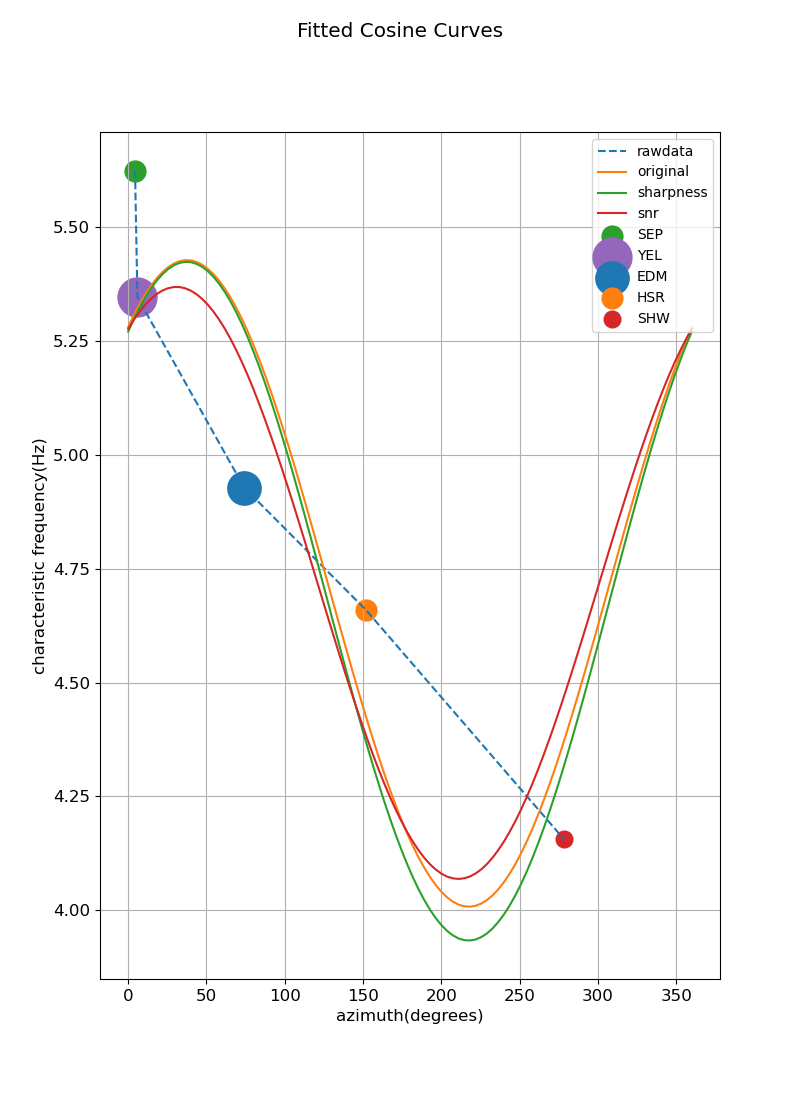 Fitted Cosine Curves
rawdata
original
sharpness
snr
SEP
YEL
EDM
HSR
SHW
characteristic frequency(Hz)
5.50
5.25
5.00
4.75
4.50
4.25
4.00
0 50 100 150 200 250 300 350
azimuth(degrees)